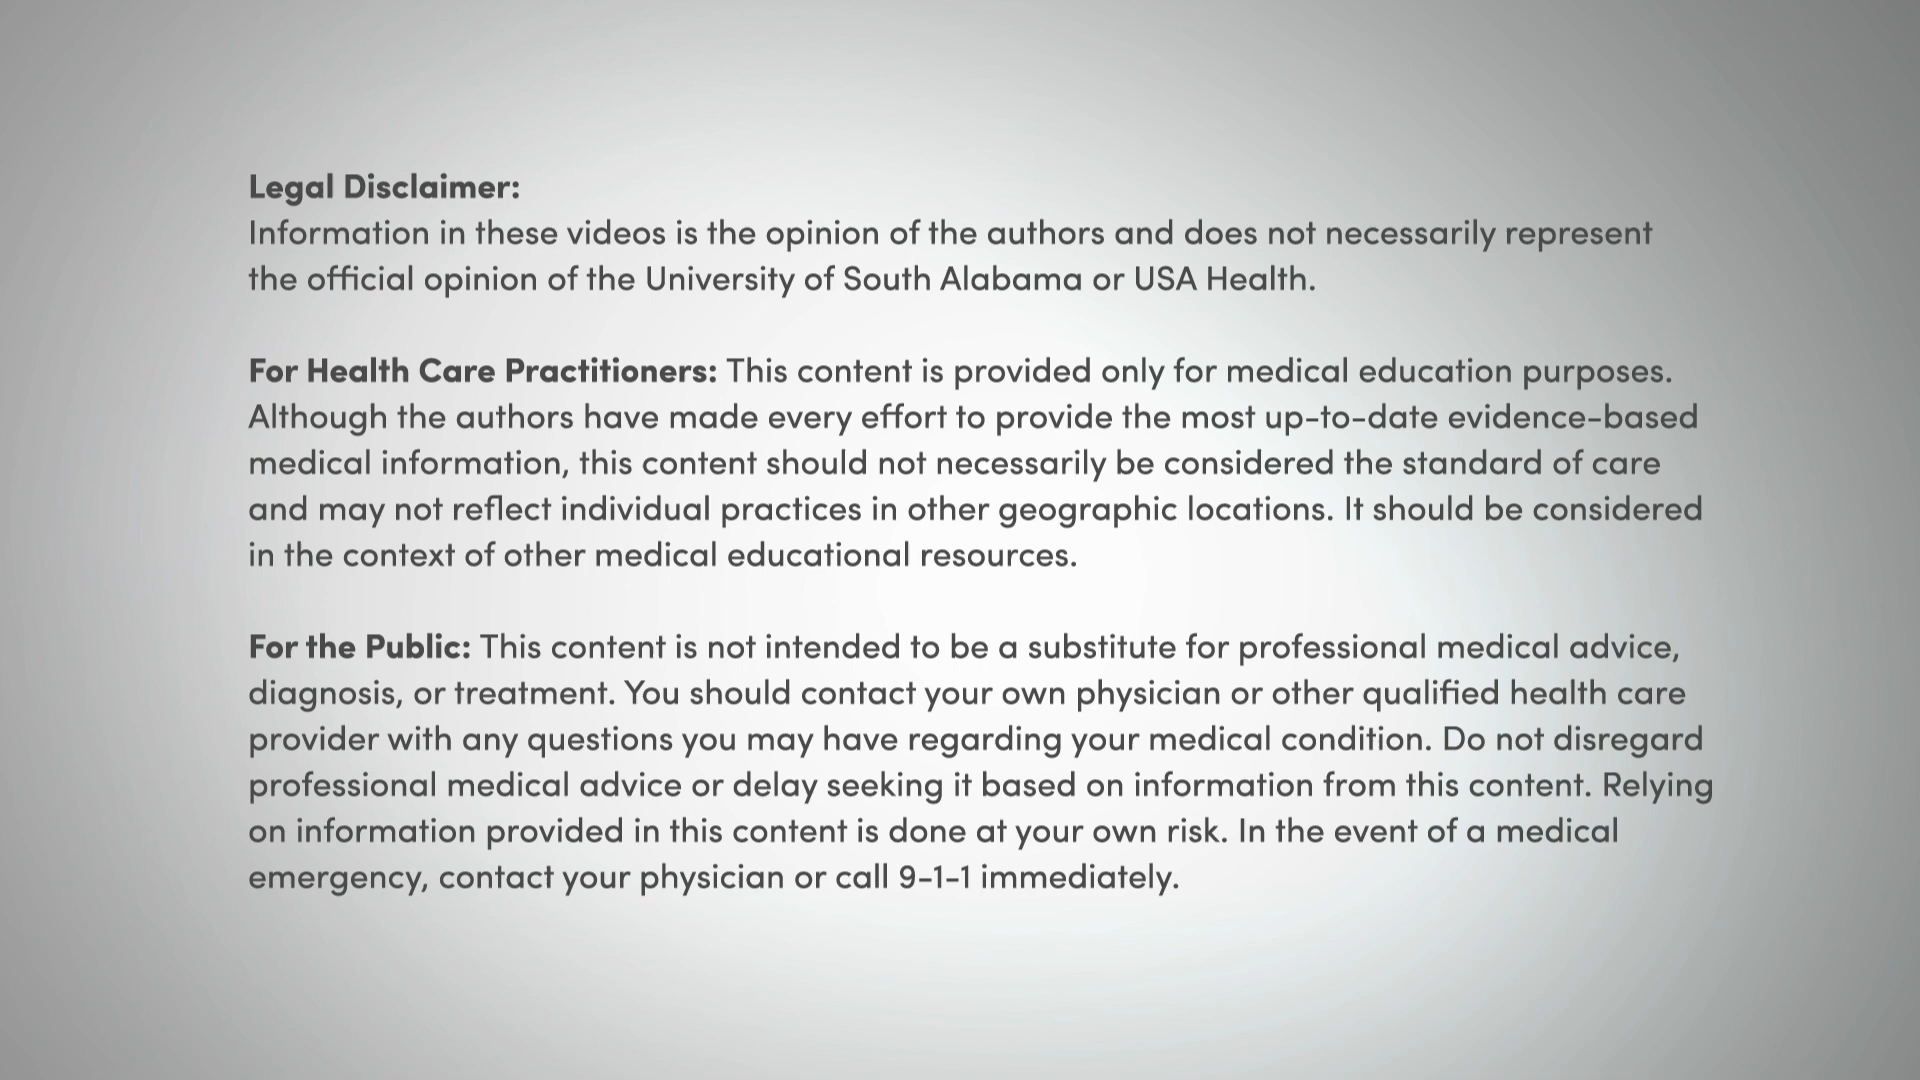 Legal Disclaimer:
Information in these videos is the opinion of the authors and does not necessarily represent
the official opinion of the University of South Alabama or USA Health.
For Health Care Practitioners: This content is provided only for medical education purposes.
Although the authors have made every effort to provide the most up-to-date evidence-based
medical information, this content should not necessarily be considered the standard of care
and may not reflect individual practices in other geographic locations. It should be considered
in the context of other medical educational resources.
For the Public: This content is not intended to be a substitute for professional medical advice,
diagnosis, or treatment. You should contact your own physician or other qualified health care
provider with any questions you may have regarding your medical condition. Do not disregard
professional medical advice or delay seeking it based on information from this content. Relying
on information provided in this content is done at your own risk. In the event of a medical
emergency, contact your physician or call 9-1-1 immediately.